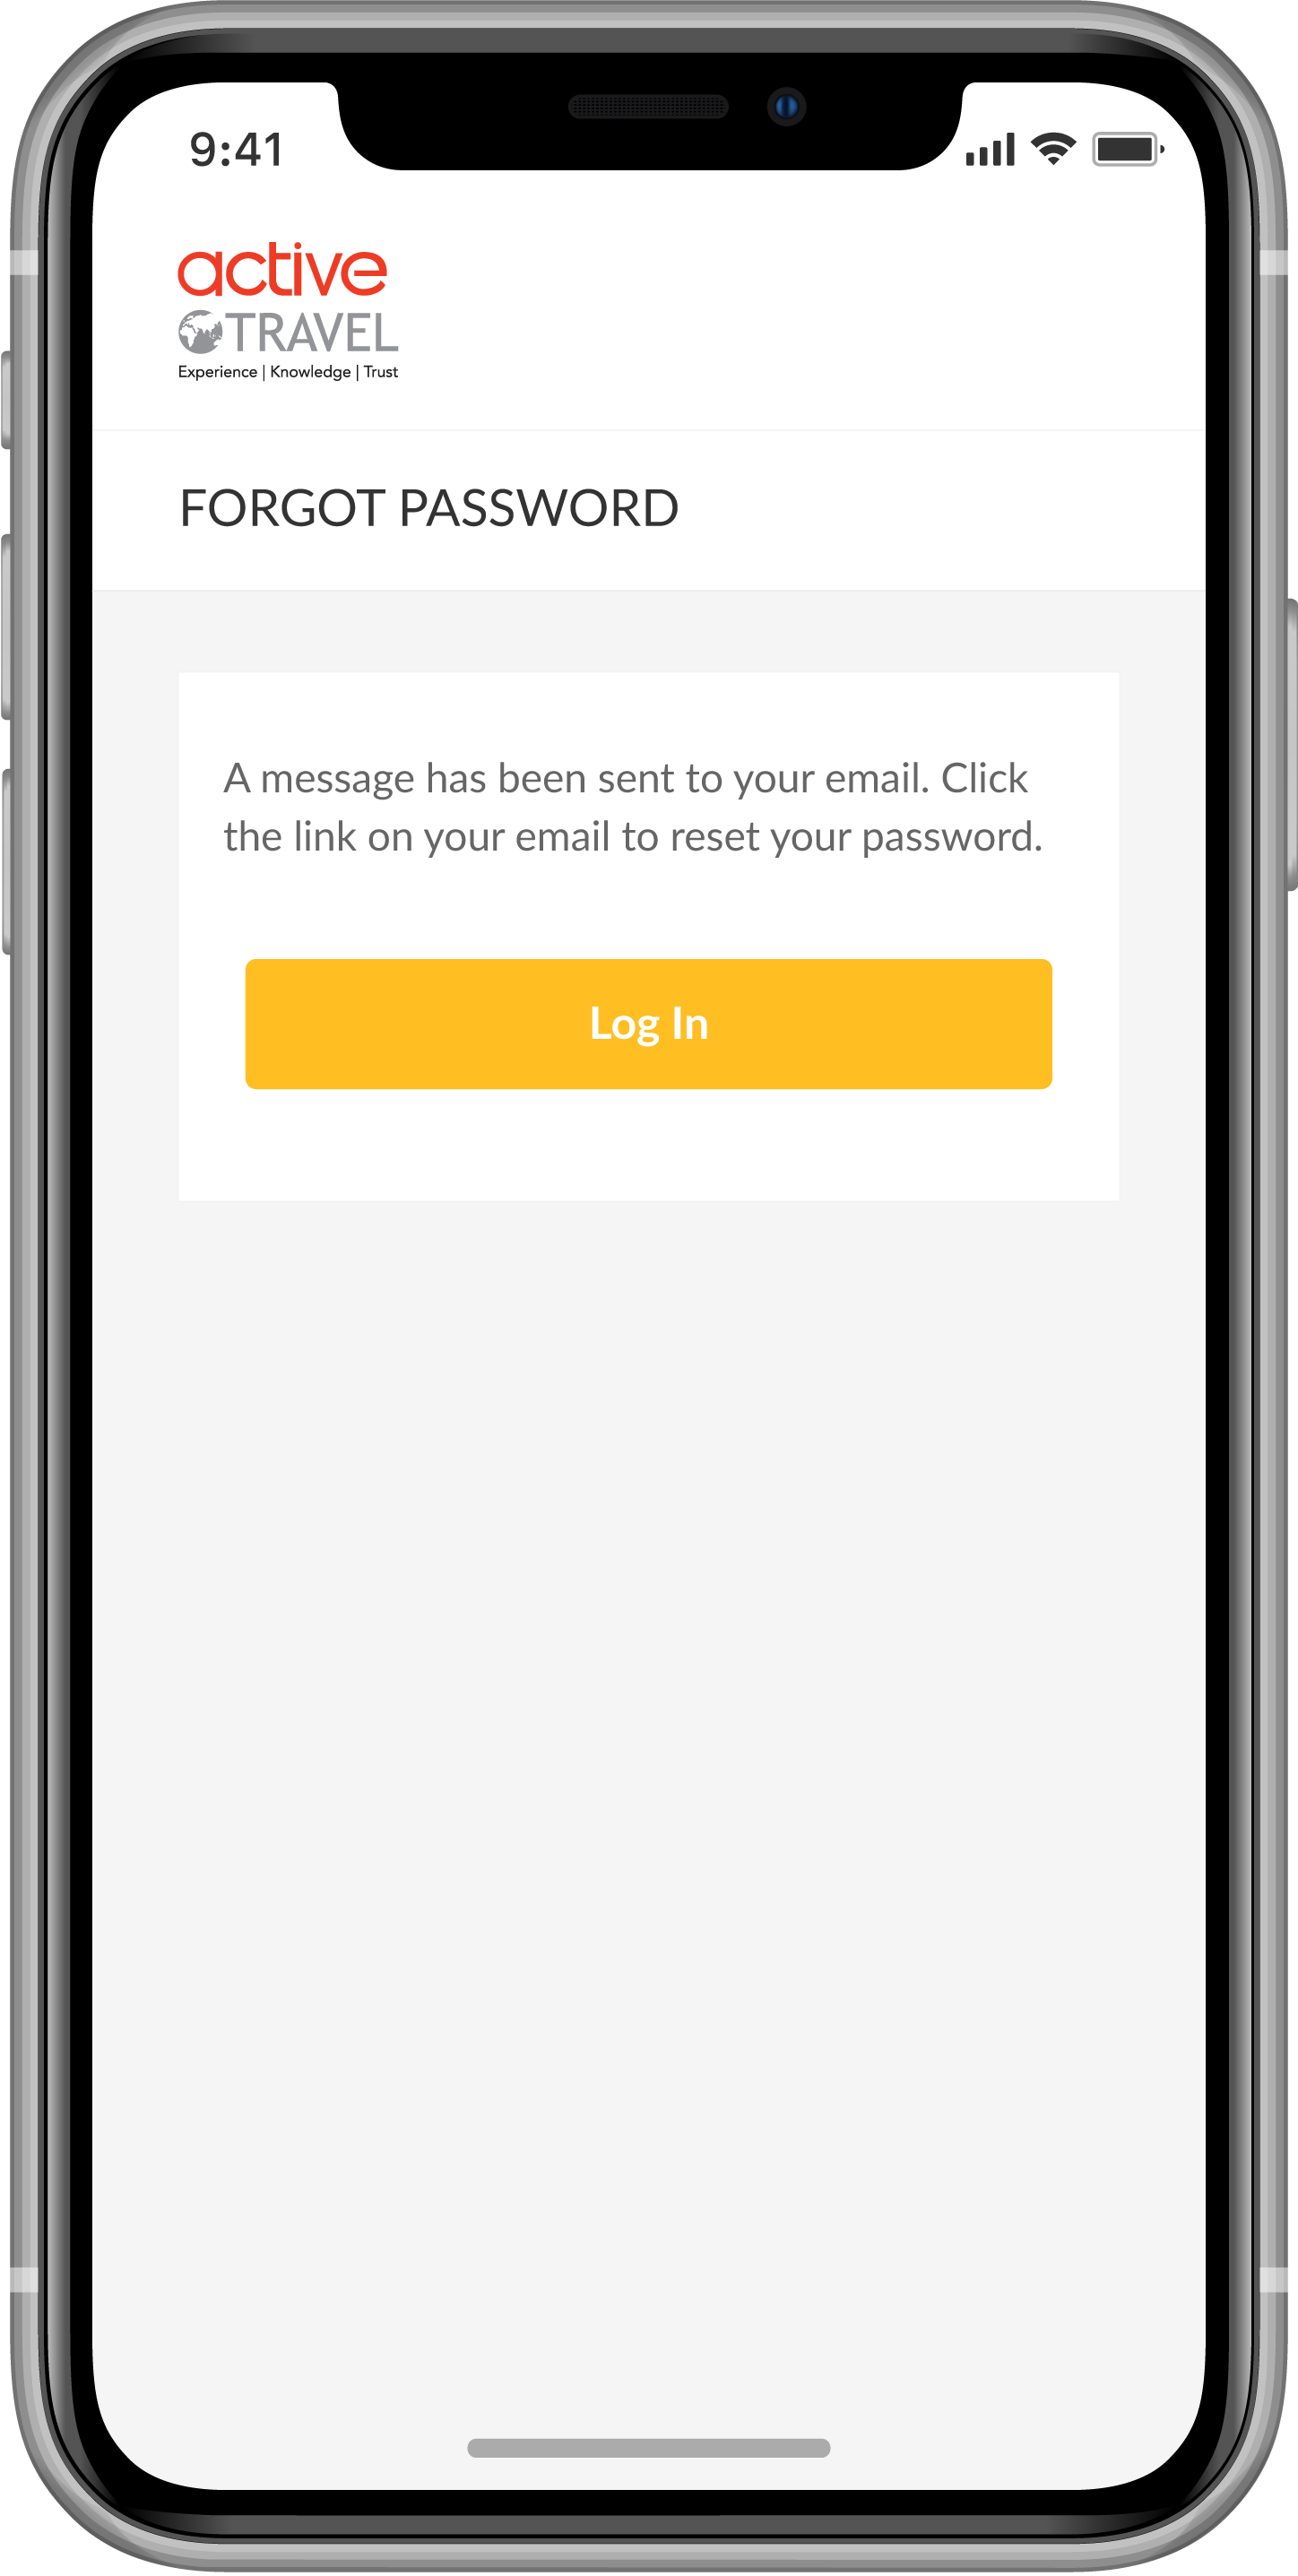 9:41
active
TRAVEL
Experience | Knowledge | Trust
FORGOT PASSWORD
A message has been sent to your email. Click
the link on your email to reset your password.
Log In